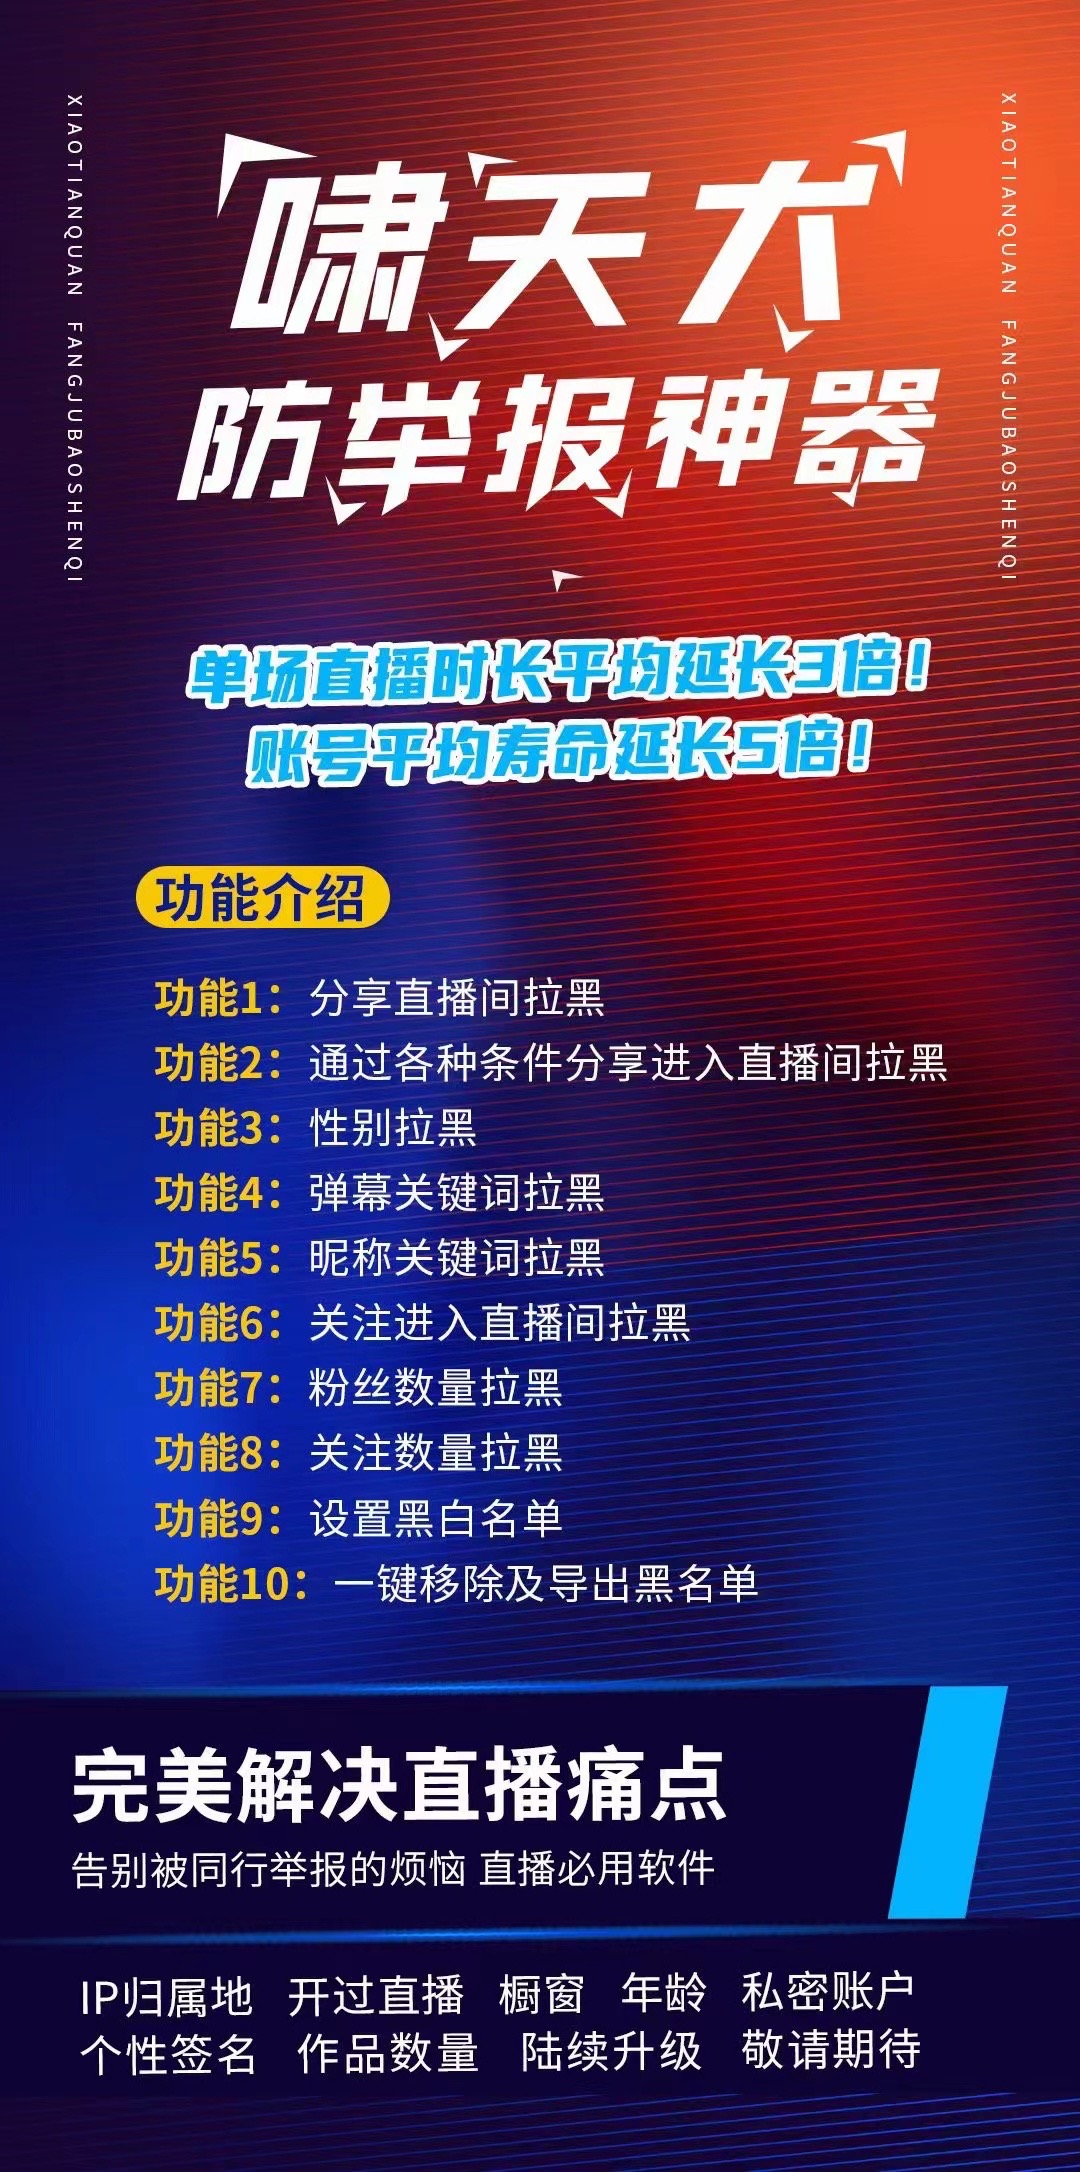 XIAOTIANQUAN FANGJUBAOSHENQI
XIAOTIANQUAN FANGJUBAOSHENQI
啸天犬
防举报神器
单场直播时长平均延长3倍！
账号平均寿命延长5倍！
功能介绍
功能1：分享直播间拉黑
功能2：通过各种条件分享进入直播间拉黑
功能3：性别拉黑
功能4：弹幕关键词拉黑
功能5：昵称关键词拉黑
功能6：关注进入直播间拉黑
功能7：粉丝数量拉黑
功能8：关注数量拉黑
功能9：设置黑白名单
功能10：一键移除及导出黑名单
完美解决直播痛点
告别被同行举报的烦恼 直播必用软件
IP归属地 开过直播 橱窗 年龄 私密账户
个性签名 作品数量 陆续升级 敬请期待